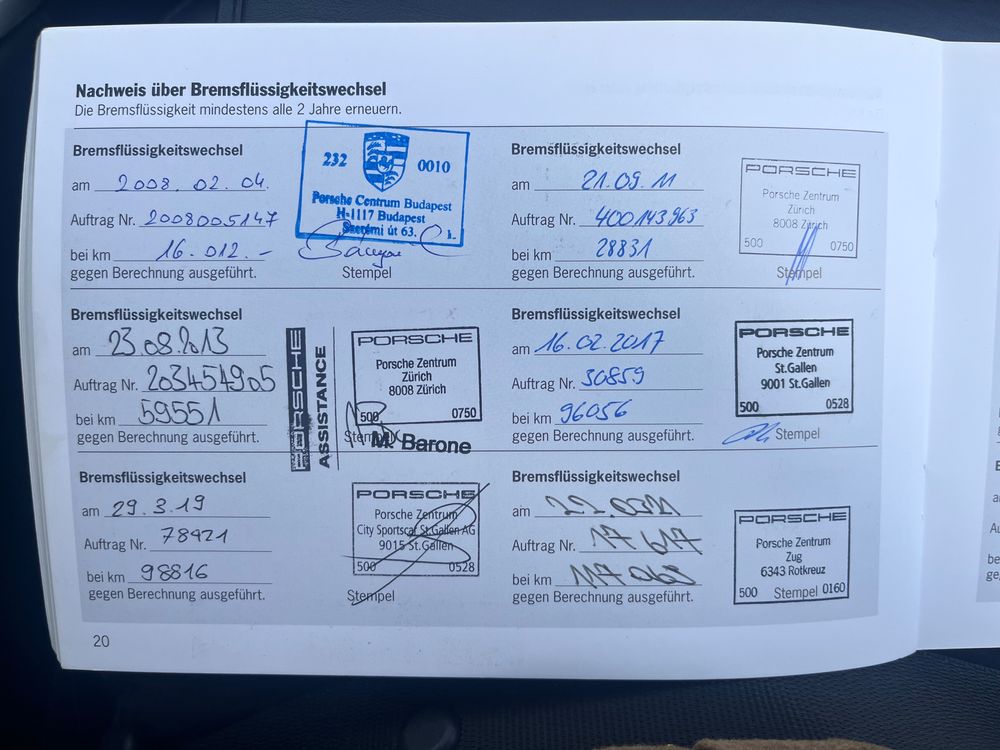 Nachweis über Bremsflüssigkeitswechsel
Die Bremsflüssigkeit mindestens alle 2 Jahre erneuern.
Bremsflüssigkeitswechsel
am 2008. 02. 04.
Auftrag Nr. 2008005147
bei km 16.012.-
gegen Berechnung ausgeführt.
232 0010
Porsche Centrum Budapest
H-1117 Budapest
Szerémi út 63.
Stempel
Bremsflüssigkeitswechsel
am 21.09.11
Auftrag Nr. 400143963
bei km 28831
gegen Berechnung ausgeführt.
PORSCHE
Porsche Zentrum
Zürich
8008 Zürich
500 0750
Stempel
Bremsflüssigkeitswechsel
am 23.08.2013
Auftrag Nr. 203454905
bei km 59551
gegen Berechnung ausgeführt.
PORSCHE
ASSISTANCE
PORSCHE
Porsche Zentrum
Zürich
8008 Zürich
500 0750
Stempel
M. Barone
Bremsflüssigkeitswechsel
am 16.02.2017
Auftrag Nr. 30859
bei km 96056
gegen Berechnung ausgeführt.
PORSCHE
Porsche Zentrum
St.Gallen
9001 St.Gallen
500 0528
Stempel
Bremsflüssigkeitswechsel
am 29.3.19
Auftrag Nr. 78921
bei km 98816
gegen Berechnung ausgeführt.
PORSCHE
Porsche Zentrum
City Sportscar St.Gallen AG
9015 St.Gallen
500 0528
Stempel
Bremsflüssigkeitswechsel
am 22.0321
Auftrag Nr. 17617
bei km 117065
gegen Berechnung ausgeführt.
PORSCHE
Porsche Zentrum
Zug
6343 Rotkreuz
500 Stempel 0160
20